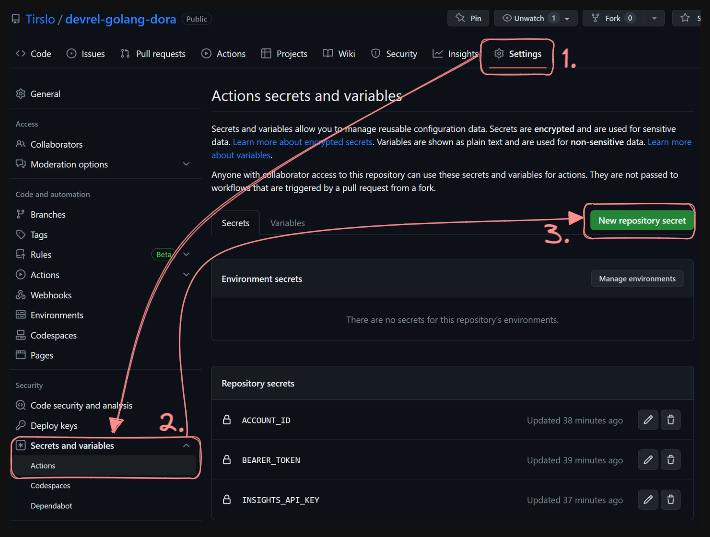 Tirslo / devrel-golang-dora Public
Pin
Unwatch 1
Fork 0
Code Issues Pull requests Actions Projects Wiki Security Insights Settings
1.
General
Access
Collaborators
Moderation options
Code and automation
Branches
Tags
Rules Beta
Actions
Webhooks
Environments
Codespaces
Pages
Security
Code security and analysis
Deploy keys
2.
Secrets and variables
Actions
Codespaces
Dependabot
Actions secrets and variables
Secrets and variables allow you to manage reusable configuration data. Secrets are encrypted and are used for sensitive
data. Learn more about encrypted secrets. Variables are shown as plain text and are used for non-sensitive data. Learn
more about variables.
Anyone with collaborator access to this repository can use these secrets and variables for actions. They are not passed to
workflows that are triggered by a pull request from a fork.
Secrets Variables
3.
New repository secret
Environment secrets
Manage environments
There are no secrets for this repository's environments.
Repository secrets
ACCOUNT_ID Updated 38 minutes ago
BEARER_TOKEN Updated 39 minutes ago
INSIGHTS_API_KEY Updated 37 minutes ago